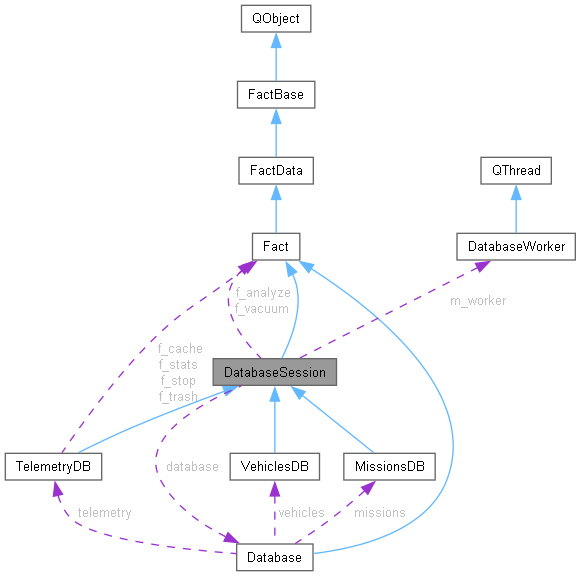 QObject
FactBase
FactData
QThread
Fact
DatabaseWorker
f_analyze
f_vacuum
m_worker
f_cache
f_stats
f_stop
f_trash
DatabaseSession
TelemetryDB
database
VehiclesDB
MissionsDB
telemetry
vehicles
missions
Database